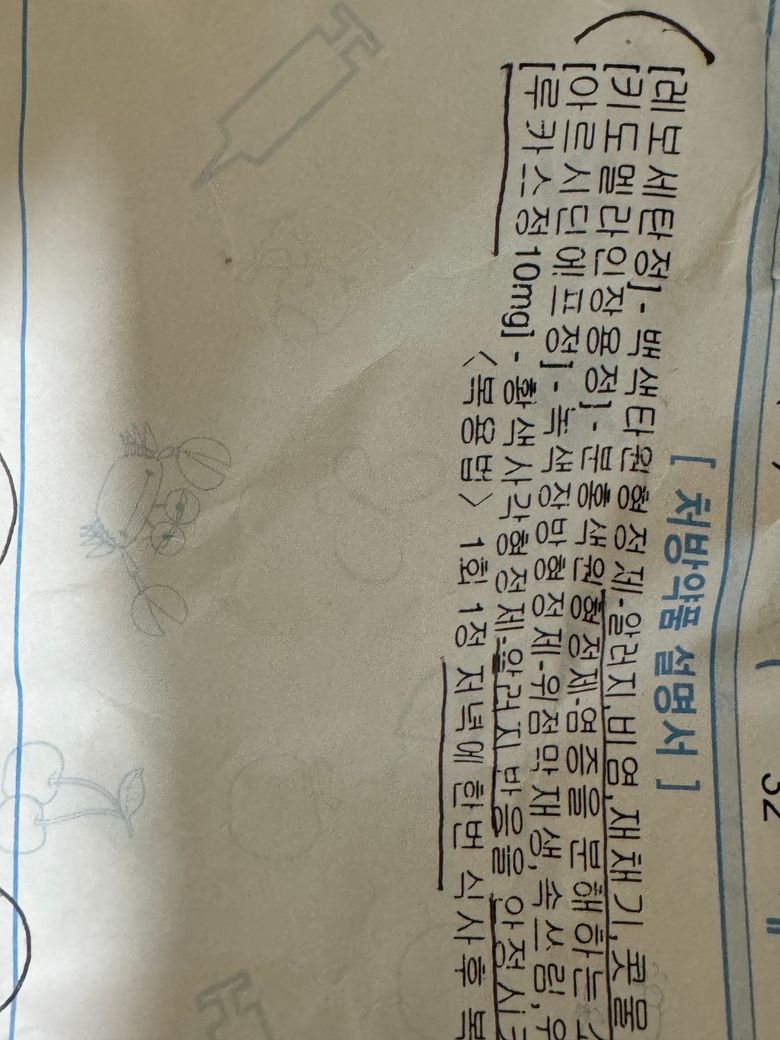 [ 처방약품 설명서 ]
[레보세탄정] - 백색타원형정제-알러지,비염,재채기,콧물
[키도멜라인장용정] - 분홍색원형정제-염증을 분해하는
[아르시딘에프정] - 녹색장방형정제-위점막재생,속쓰림,
[루카스정10mg] - 황색사각형정제-알러지 반응을 안정시키
<복용법> 1회 1정 저녁에 한번 식사후 복